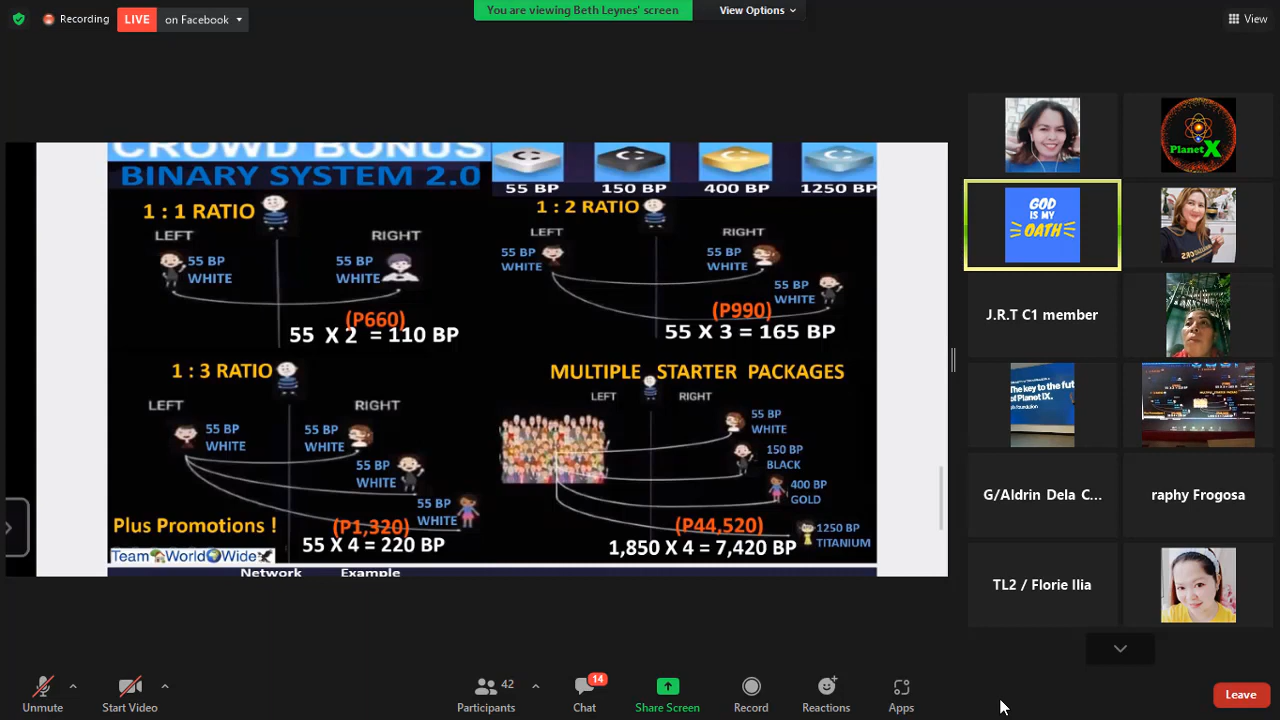 Recording
LIVE on Facebook
You are viewing Beth Leynes' screen
View Options
View
CROWD BONUS
BINARY SYSTEM 2.0
55 BP
150 BP
400 BP
1250 BP
1 : 1 RATIO
LEFT
RIGHT
55 BP
WHITE
55 BP
WHITE
(P660)
55 X 2 = 110 BP
1 : 2 RATIO
LEFT
RIGHT
55 BP
WHITE
55 BP
WHITE
55 BP
WHITE
(P990)
55 X 3 = 165 BP
1 : 3 RATIO
LEFT
RIGHT
55 BP
WHITE
55 BP
WHITE
55 BP
WHITE
55 BP
WHITE
Plus Promotions !
(P1,320)
55 X 4 = 220 BP
Team World Wide
MULTIPLE STARTER PACKAGES
LEFT
RIGHT
55 BP
WHITE
150 BP
BLACK
400 BP
GOLD
1250 BP
TITANIUM
(P44,520)
1,850 X 4 = 7,420 BP
Network
Example
Planet X
GOD
IS MY
OATH
J.R.T C1 member
The key to the fut
of Planet IX.
G/Aldrin Dela C...
raphy Frogosa
TL2 / Florie Ilia
Unmute
Start Video
42
Participants
14
Chat
Share Screen
Record
Reactions
Apps
Leave